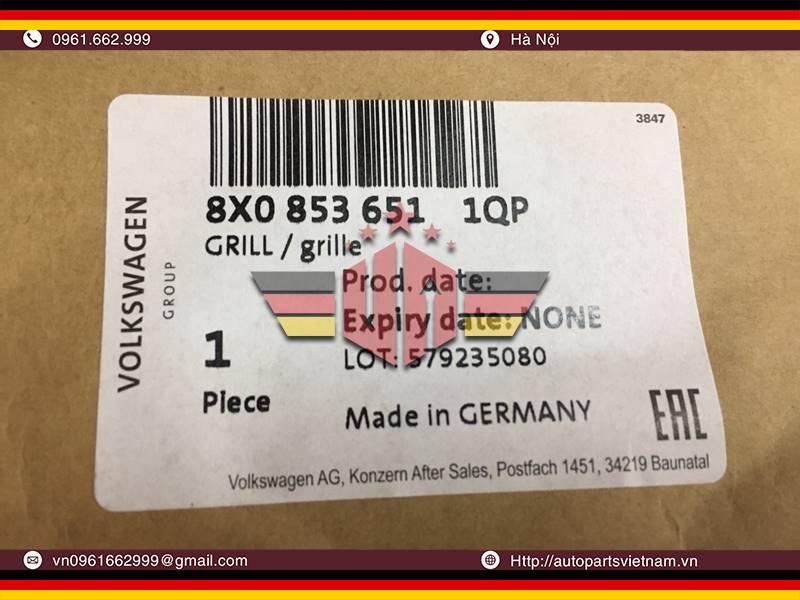 0961.662.999
Hà Nội
3847
VOLKSWAGEN
GROUP
8X0 853 651 1QP
GRILL / grille
Prod. date:
Expiry date: NONE
1
Piece
LOT: 579235080
Made in GERMANY
EAC
Volkswagen AG, Konzern After Sales, Postfach 1451, 34219 Baunatal
vn0961662999@gmail.com
Http://autopartsvietnam.vn